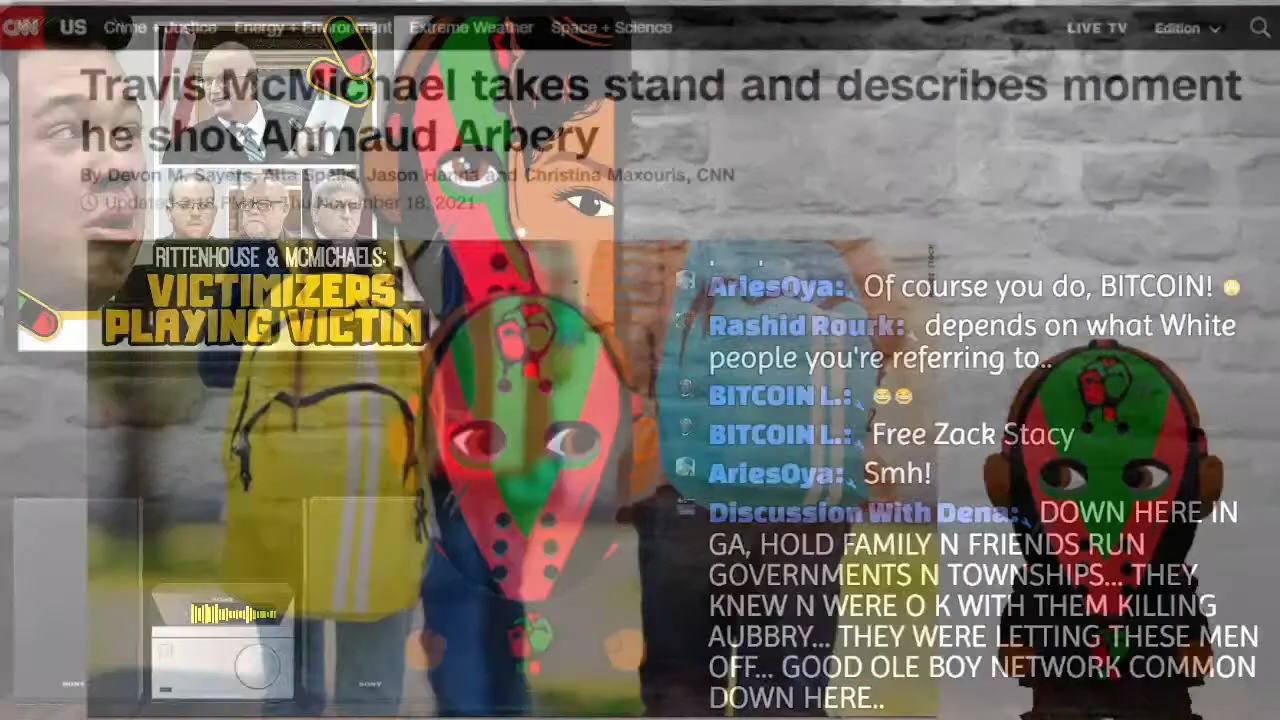 CNN US Crime + Justice Energy + Environment Extreme Weather Space + Science LIVE TV Edition
Travis McMichael takes stand and describes moment
he shot Ahmaud Arbery
By Devon M. Sayers, Alta Spells, Jason Hanna and Christina Maxouris, CNN
Thu November 18, 2021
RITTENHOUSE & MCMICHAELS:
VICTIMIZERS
PLAYING VICTIM
AriesOya: Of course you do, BITCOIN! 🙄
Rashid Rourk: depends on what White
people you're referring to..
BITCOIN L.: 😂😂
BITCOIN L.: Free Zack Stacy
AriesOya: Smh!
Discussion With Dena: DOWN HERE IN
GA, HOLD FAMILY N FRIENDS RUN
GOVERNMENTS N TOWNSHIPS... THEY
KNEW N WERE O K WITH THEM KILLING
AUBBRY... THEY WERE LETTING THESE MEN
OFF... GOOD OLE BOY NETWORK COMMON
DOWN HERE..
SONY
SONY